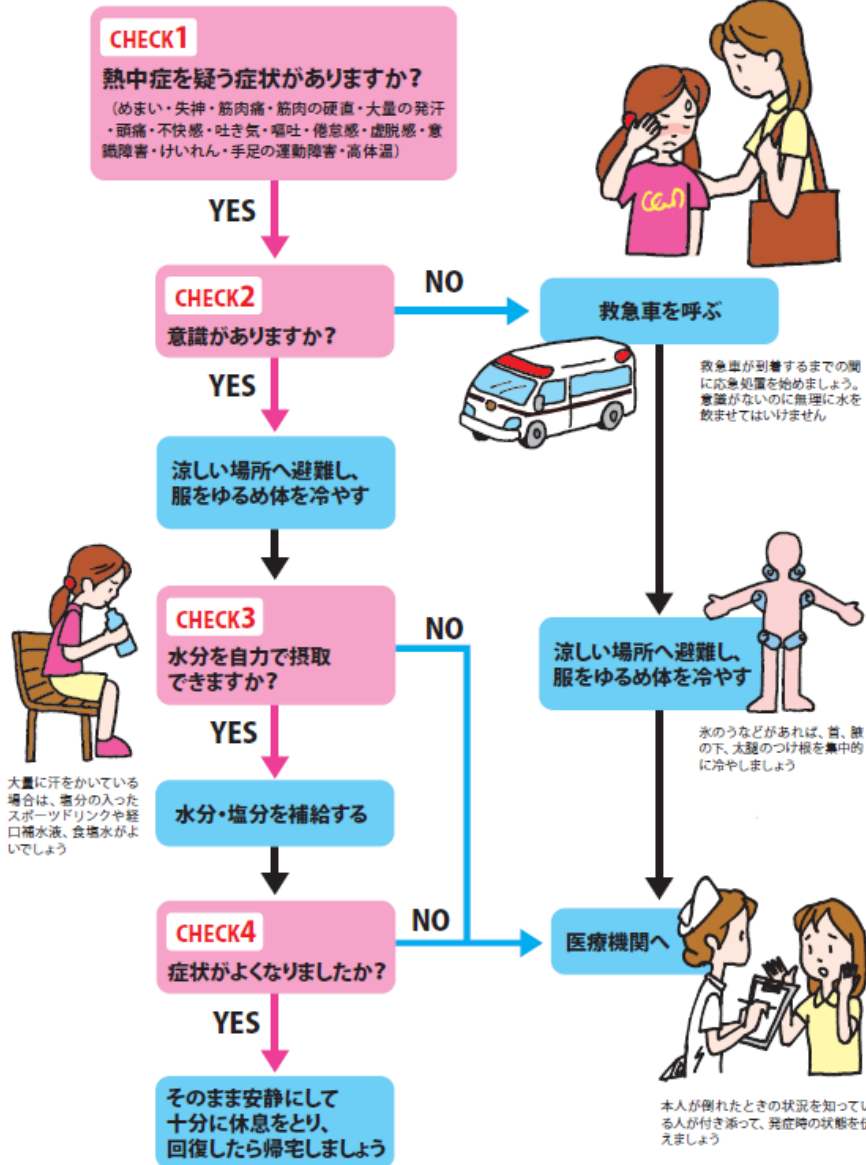 CHECK1
熱中症を疑う症状がありますか？
（めまい・失神・筋肉痛・筋肉の硬直・大量の発汗
・頭痛・不快感・吐き気・嘔吐・倦怠感・虚脱感・意
識障害・けいれん・手足の運動障害・高体温）
YES
CHECK2
意識がありますか？
NO
救急車を呼ぶ
救急車が到着するまでの間
に応急処置を始めましょう。
意識がないのに無理に水を
飲ませてはいけません
YES
涼しい場所へ避難し、
服をゆるめ体を冷やす
CHECK3
水分を自力で摂取
できますか？
NO
涼しい場所へ避難し、
服をゆるめ体を冷やす
氷のうなどがあれば、首、腋
の下、太腿のつけ根を集中的
に冷やしましょう
YES
大量に汗をかいている
場合は、塩分の入った
スポーツドリンクや経
口補水液、食塩水がよ
いでしょう
水分・塩分を補給する
CHECK4
症状がよくなりましたか？
NO
医療機関へ
YES
そのまま安静にして
十分に休息をとり、
回復したら帰宅しましょう
本人が倒れたときの状況を知ってい
る人が付き添って、発症時の状態を伝
えましょう